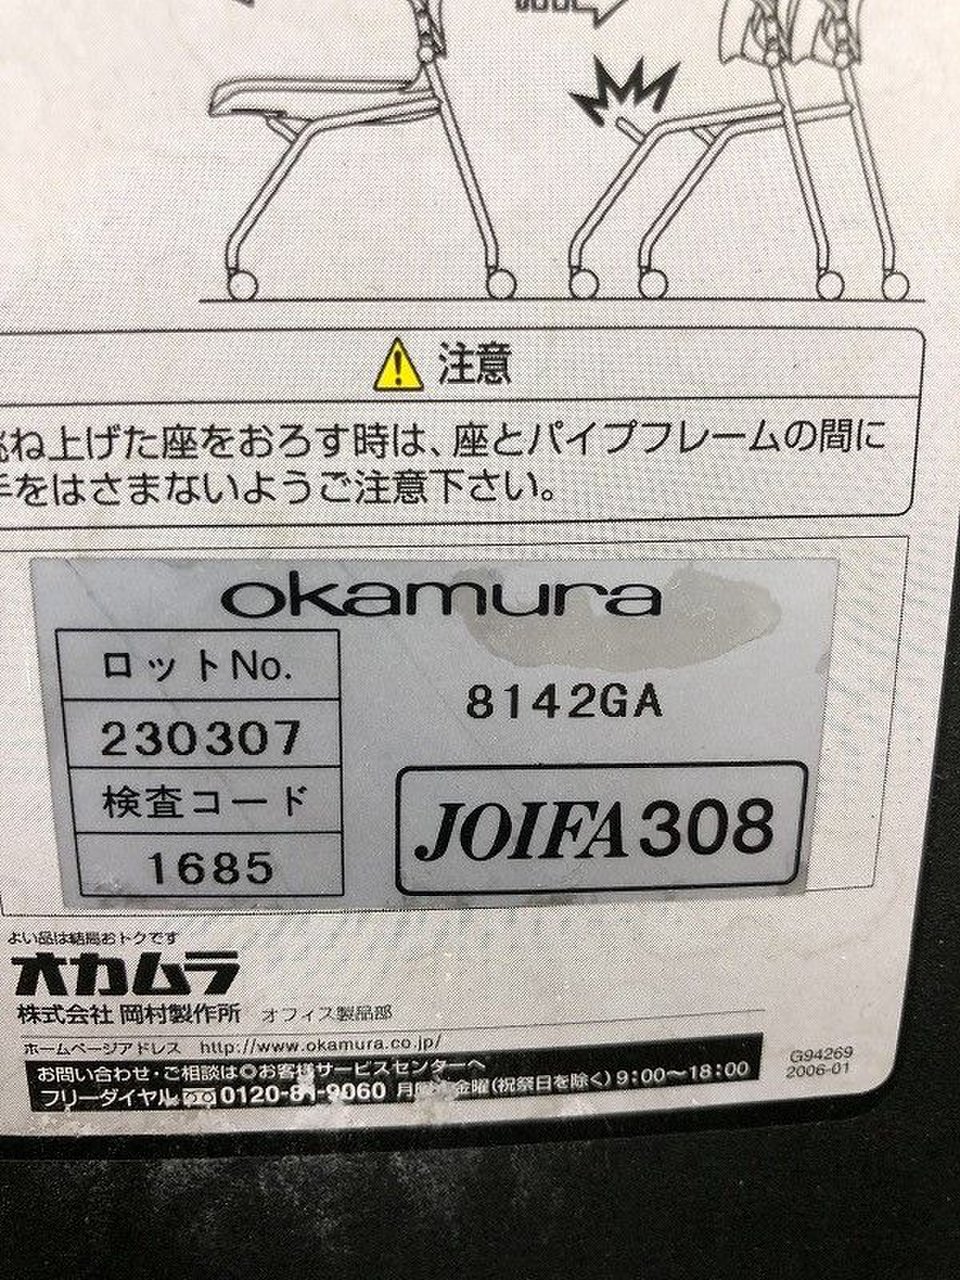 注意
跳ね上げた座をおろす時は、座とパイプフレームの間に
手をはさまないようご注意下さい。
okamura
ロットNo.
230307
検査コード
1685
8142GA
JOIFA308
よい品は結局おトクです
オカムラ
株式会社 岡村製作所 オフィス製品部
ホームページアドレス http://www.okamura.co.jp/
お問い合わせ・ご相談は◎お客様サービスセンターへ
フリーダイヤル 0120-81-9060 月曜~金曜(祝祭日を除く)9:00〜18:00
G94269
2006-01